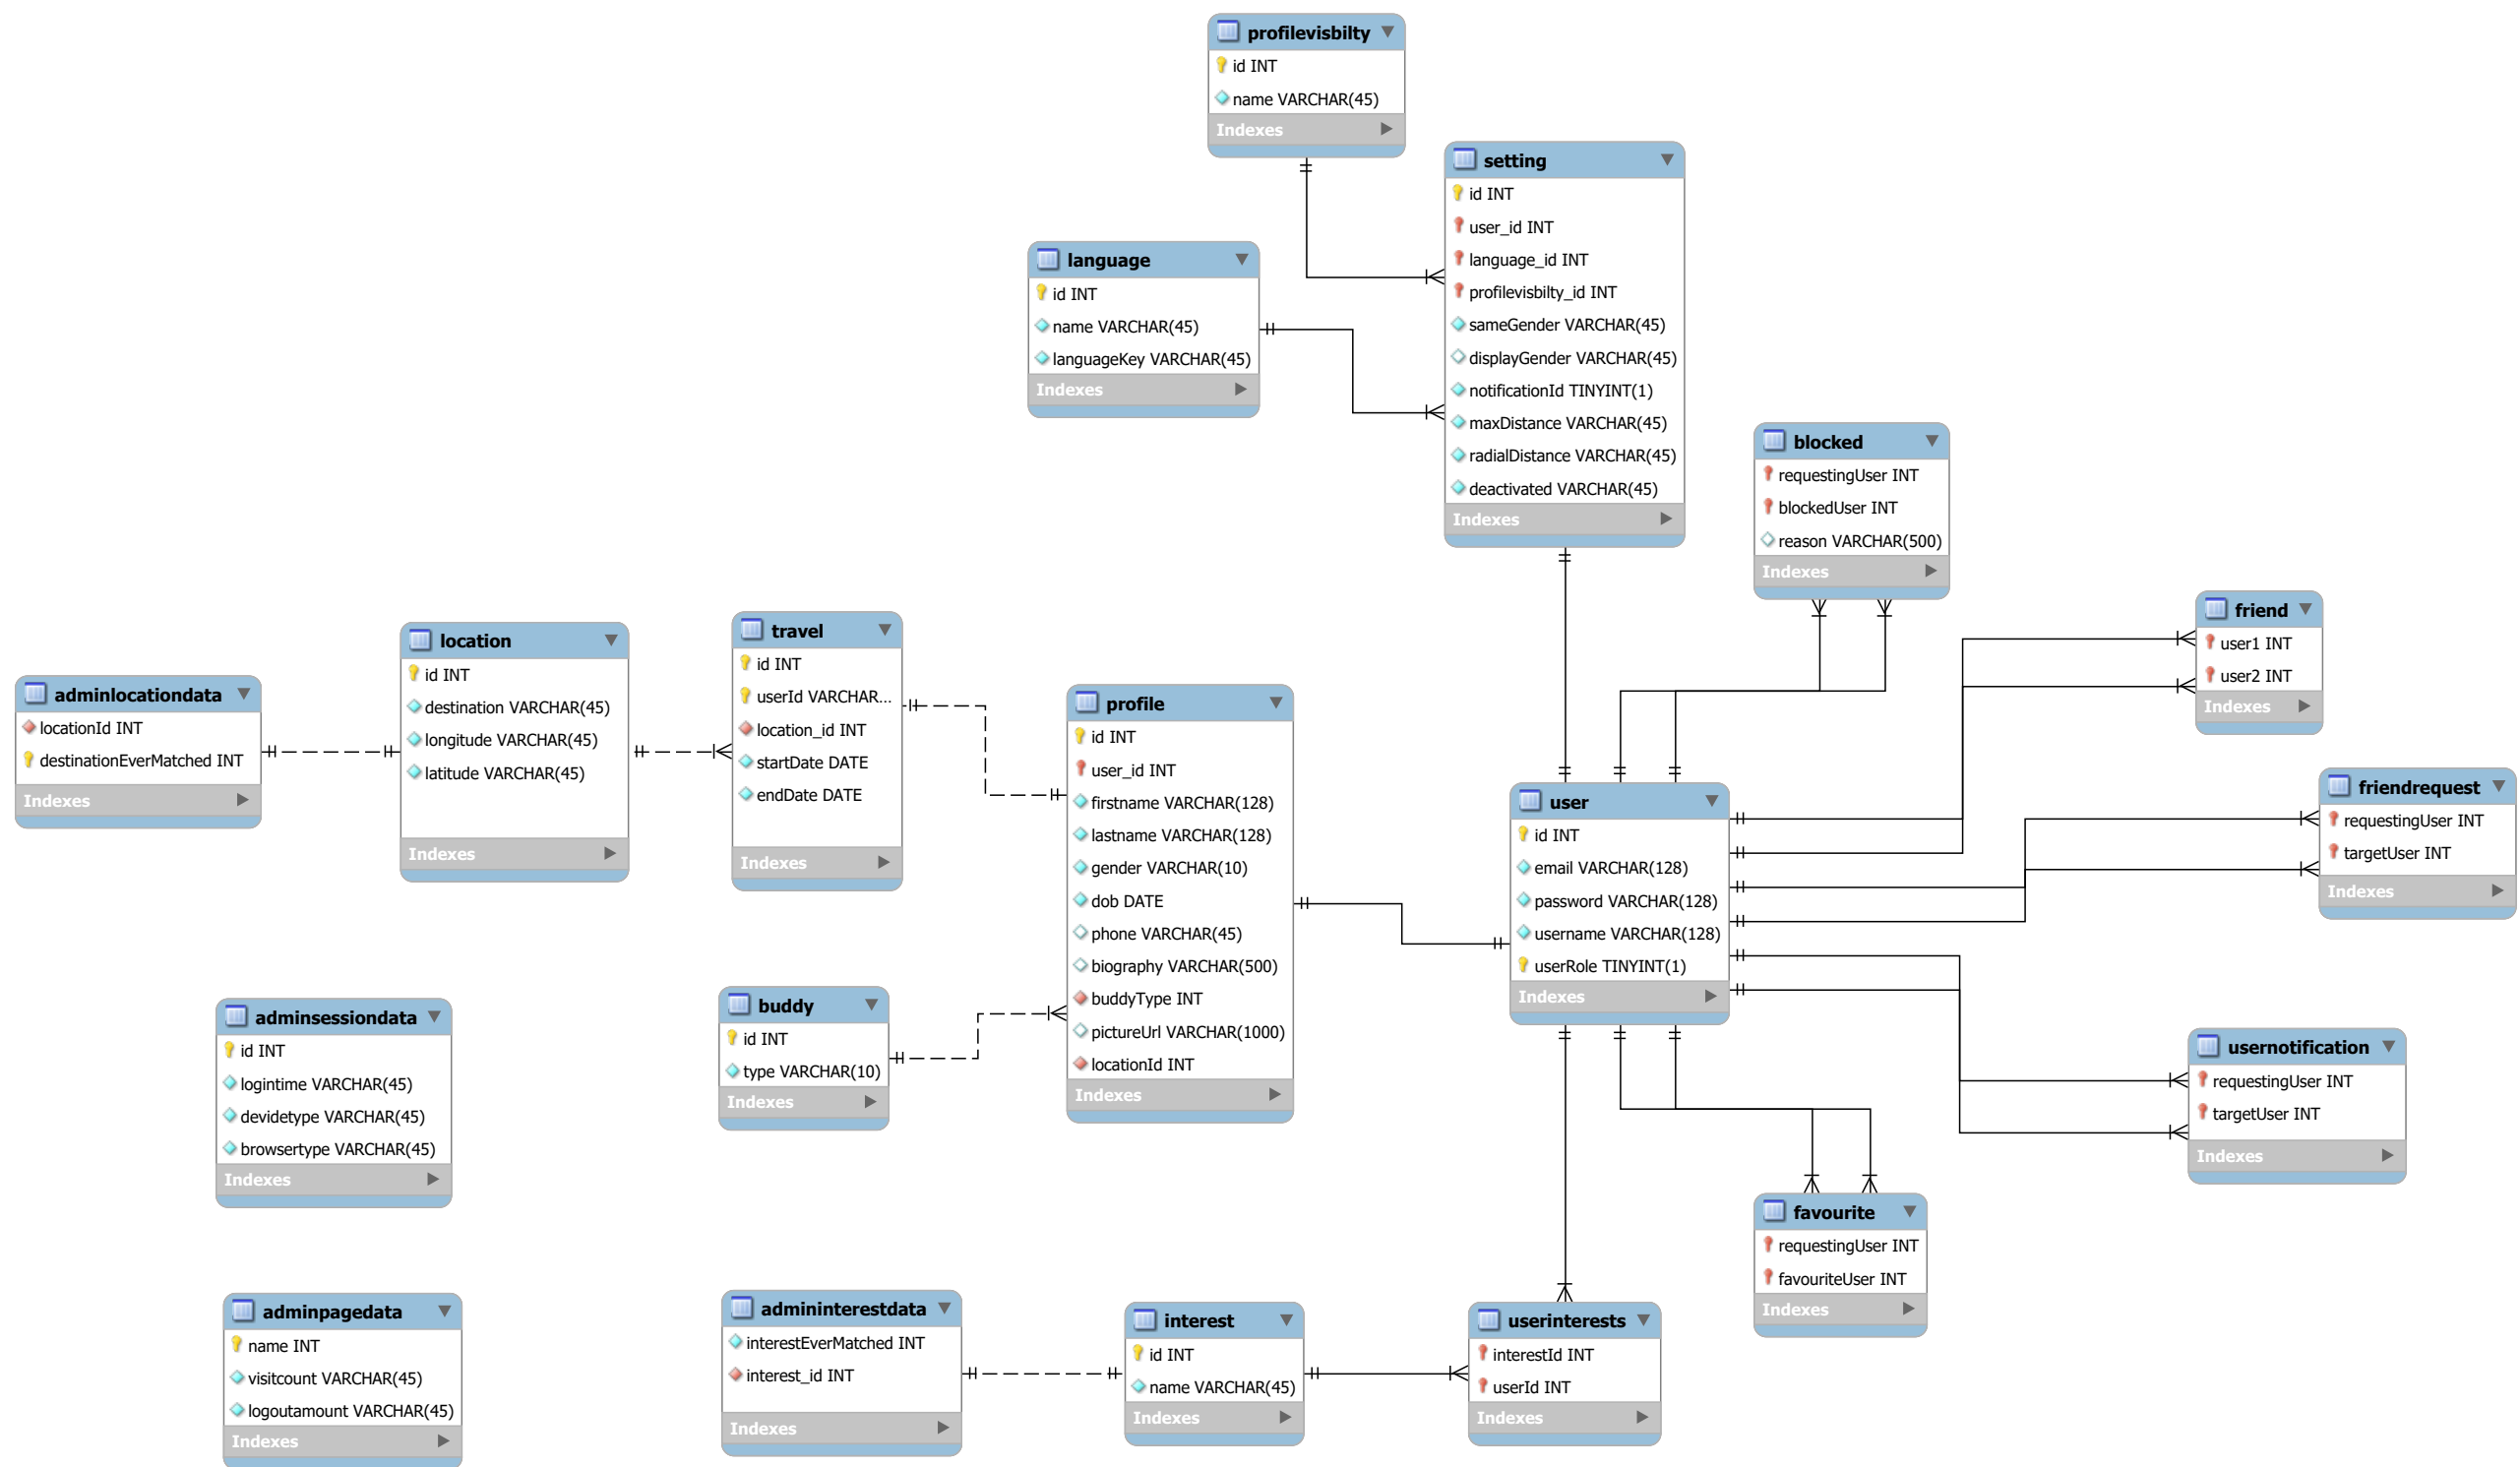 profilevisbilty
id INT
name VARCHAR(45)
Indexes
setting
id INT
user_id INT
language_id INT
profilevisbilty_id INT
sameGender VARCHAR(45)
displayGender VARCHAR(45)
notificationId TINYINT(1)
maxDistance VARCHAR(45)
radialDistance VARCHAR(45)
deactivated VARCHAR(45)
Indexes
language
id INT
name VARCHAR(45)
languageKey VARCHAR(45)
Indexes
blocked
requestingUser INT
blockedUser INT
reason VARCHAR(500)
Indexes
friend
user1 INT
user2 INT
Indexes
adminlocationdata
locationId INT
destinationEverMatched INT
Indexes
location
id INT
destination VARCHAR(45)
longitude VARCHAR(45)
latitude VARCHAR(45)
Indexes
travel
id INT
userId VARCHAR...
location_id INT
startDate DATE
endDate DATE
Indexes
profile
id INT
user_id INT
firstname VARCHAR(128)
lastname VARCHAR(128)
gender VARCHAR(10)
dob DATE
phone VARCHAR(45)
biography VARCHAR(500)
buddyType INT
pictureUrl VARCHAR(1000)
locationId INT
Indexes
user
id INT
email VARCHAR(128)
password VARCHAR(128)
username VARCHAR(128)
userRole TINYINT(1)
Indexes
friendrequest
requestingUser INT
targetUser INT
Indexes
adminsessiondata
id INT
logintime VARCHAR(45)
devidetype VARCHAR(45)
browsertype VARCHAR(45)
Indexes
buddy
id INT
type VARCHAR(10)
Indexes
usernotification
requestingUser INT
targetUser INT
Indexes
favourite
requestingUser INT
favouriteUser INT
Indexes
adminpagedata
name INT
visitcount VARCHAR(45)
logoutamount VARCHAR(45)
Indexes
admininterestdata
interestEverMatched INT
interest_id INT
Indexes
interest
id INT
name VARCHAR(45)
Indexes
userinterests
interestId INT
userId INT
Indexes